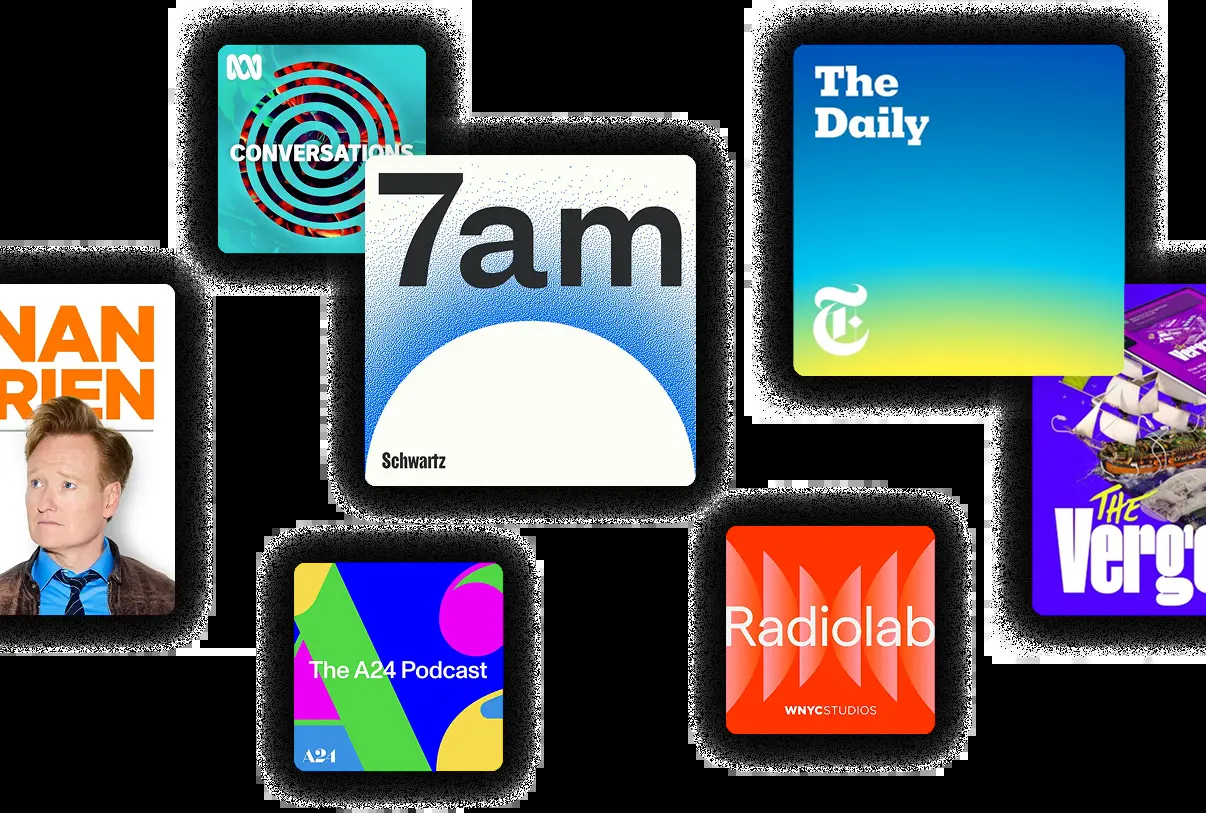 CONVERSATIONS
The
Daily
7am
Schwartz
NAN
RIEN
THE
Verge
The A24 Podcast
A24
Radiolab
WNYCSTUDIOS